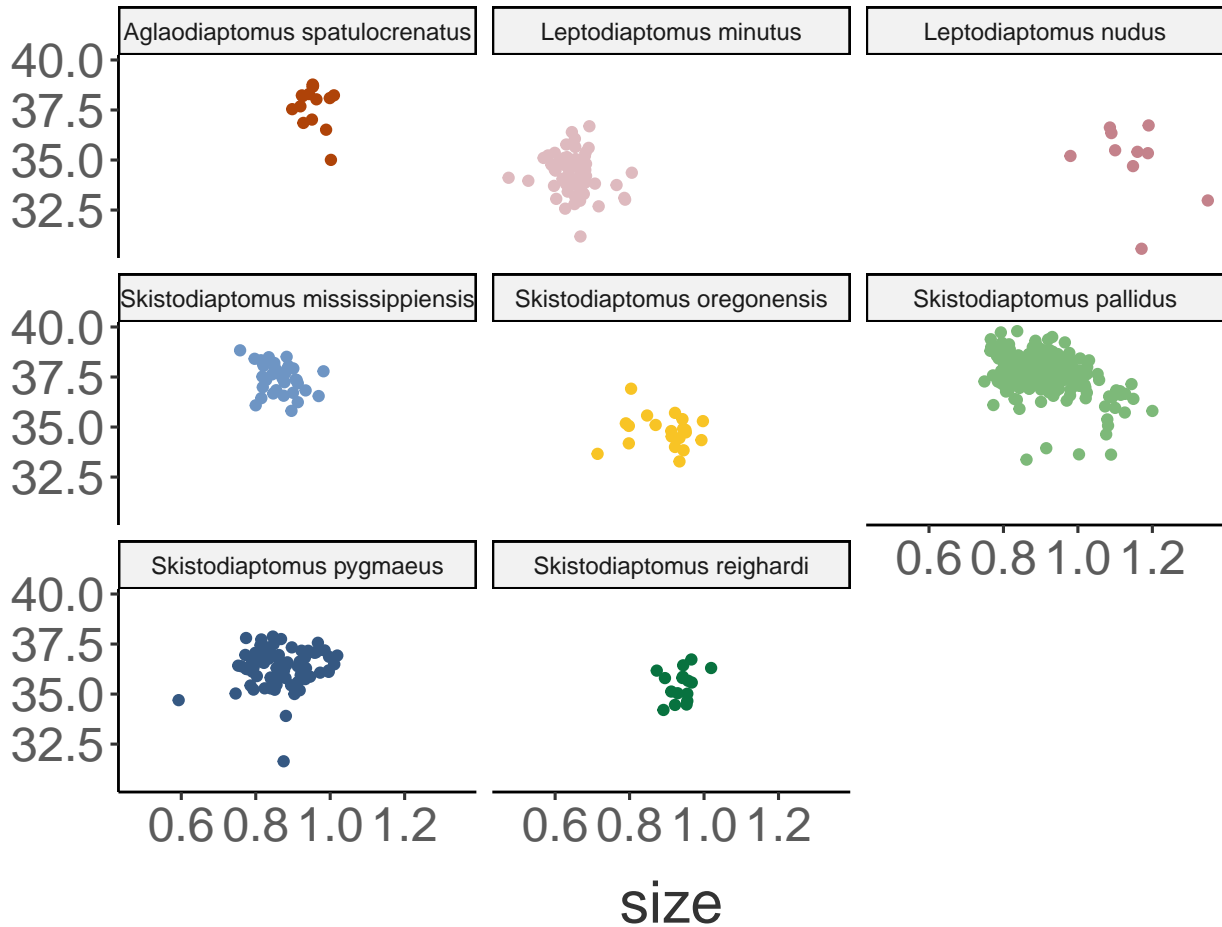 Aglaodiaptomus spatulocrenatus Leptodiaptomus minutus Leptodiaptomus nudus
40.0
37.5
35.0
32.5
Skistodiaptomus mississippiensis Skistodiaptomus oregonensis Skistodiaptomus pallidus
40.0
37.5
35.0
32.5
0.6 0.8 1.0 1.2
Skistodiaptomus pygmaeus Skistodiaptomus reighardi
40.0
37.5
35.0
32.5
0.6 0.8 1.0 1.2 0.6 0.8 1.0 1.2
size